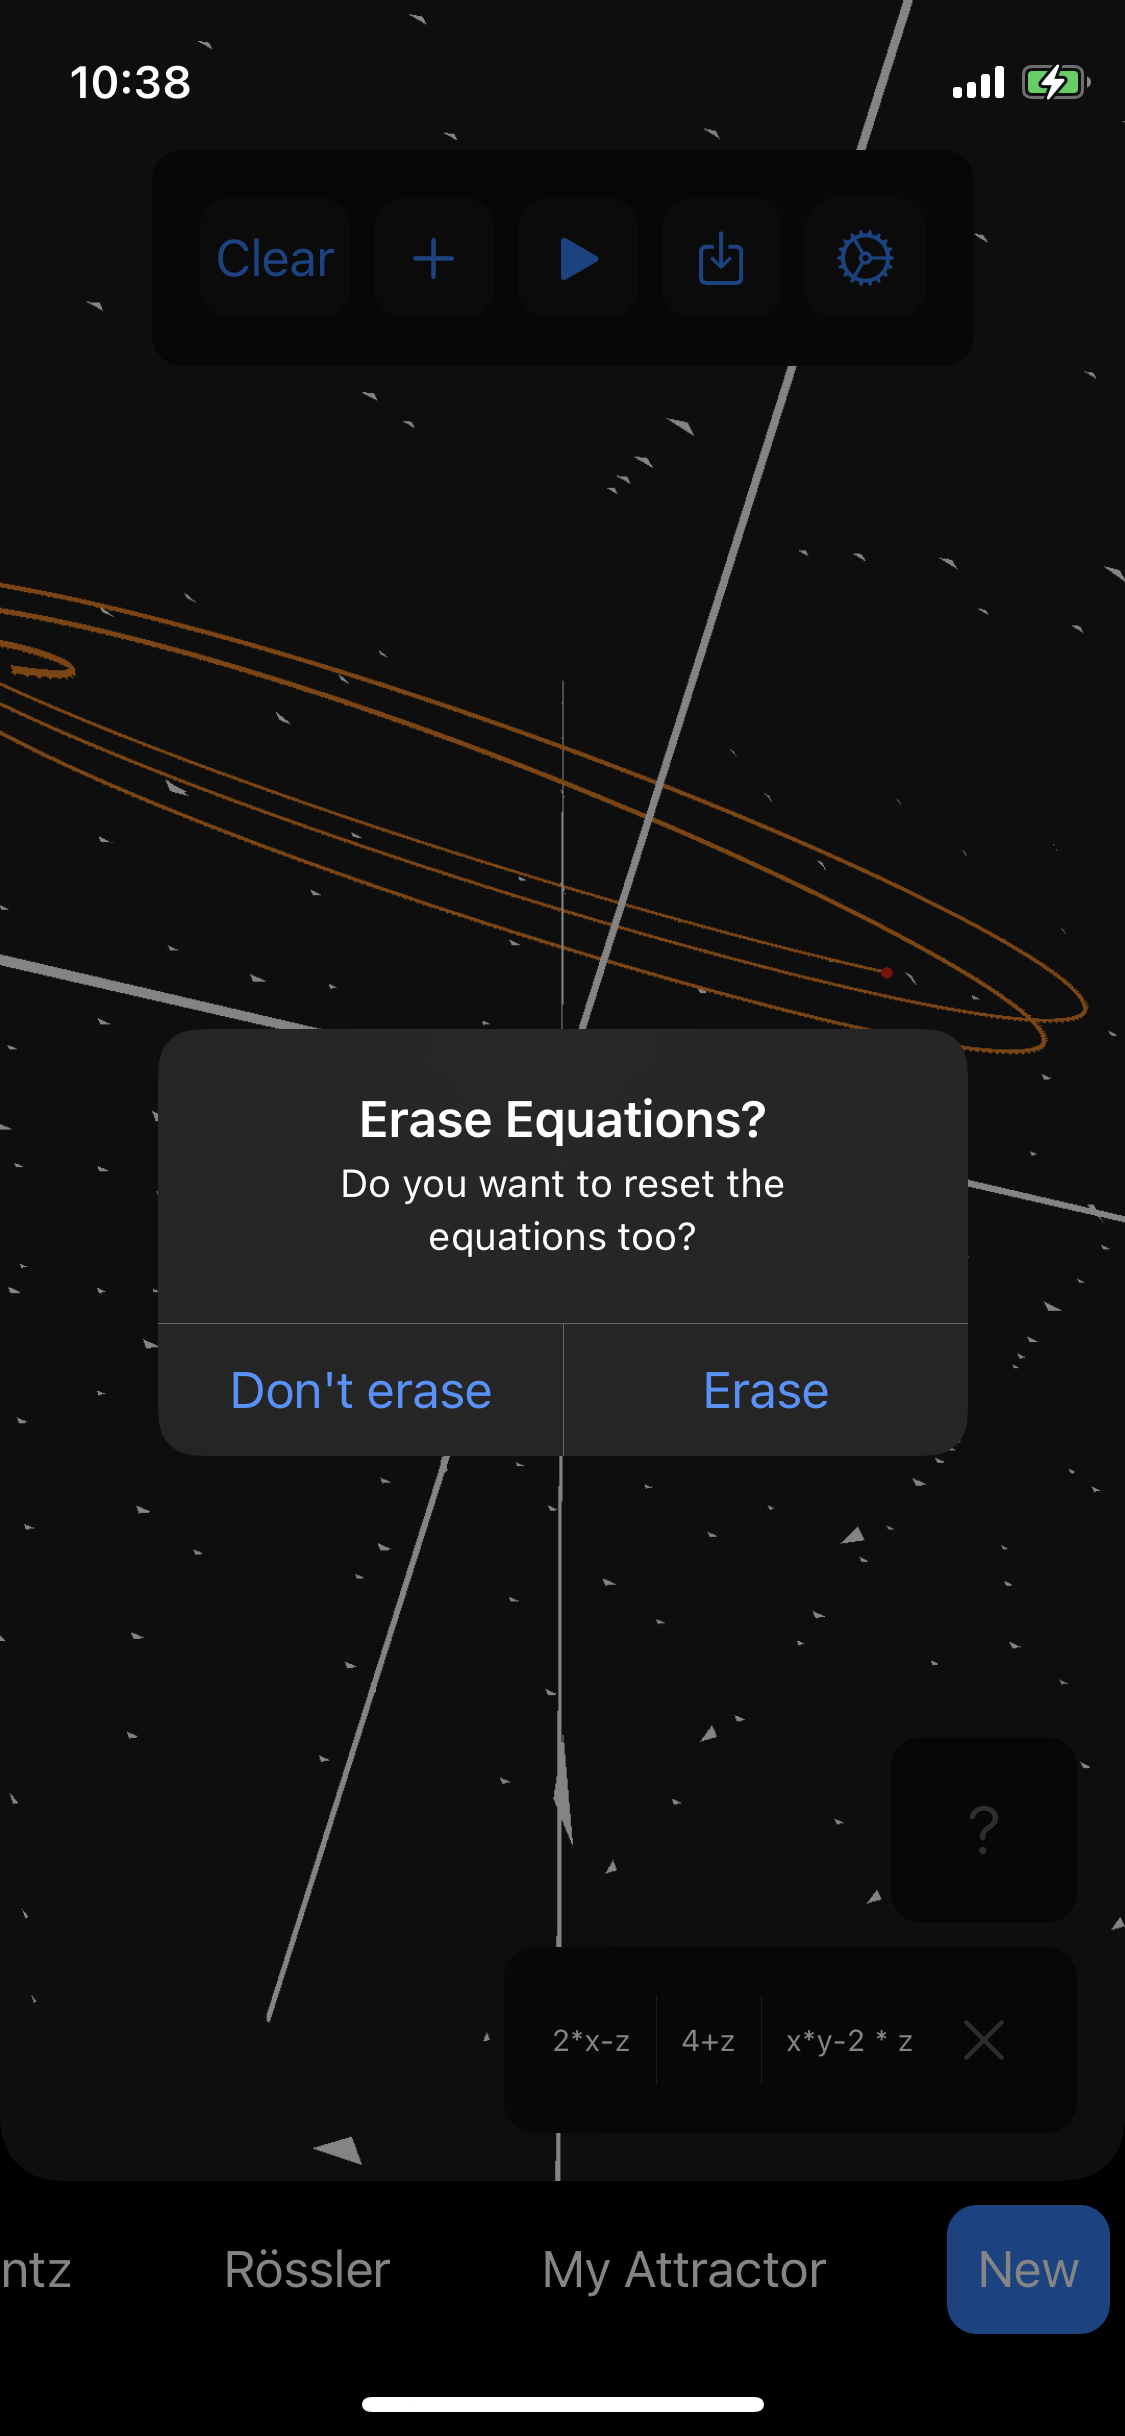 10:38
Clear
Erase Equations?
Do you want to reset the
equations too?
Don't erase
Erase
?
2*x-z
4+z
x*y-2 * z
ntz
Rössler
My Attractor
New